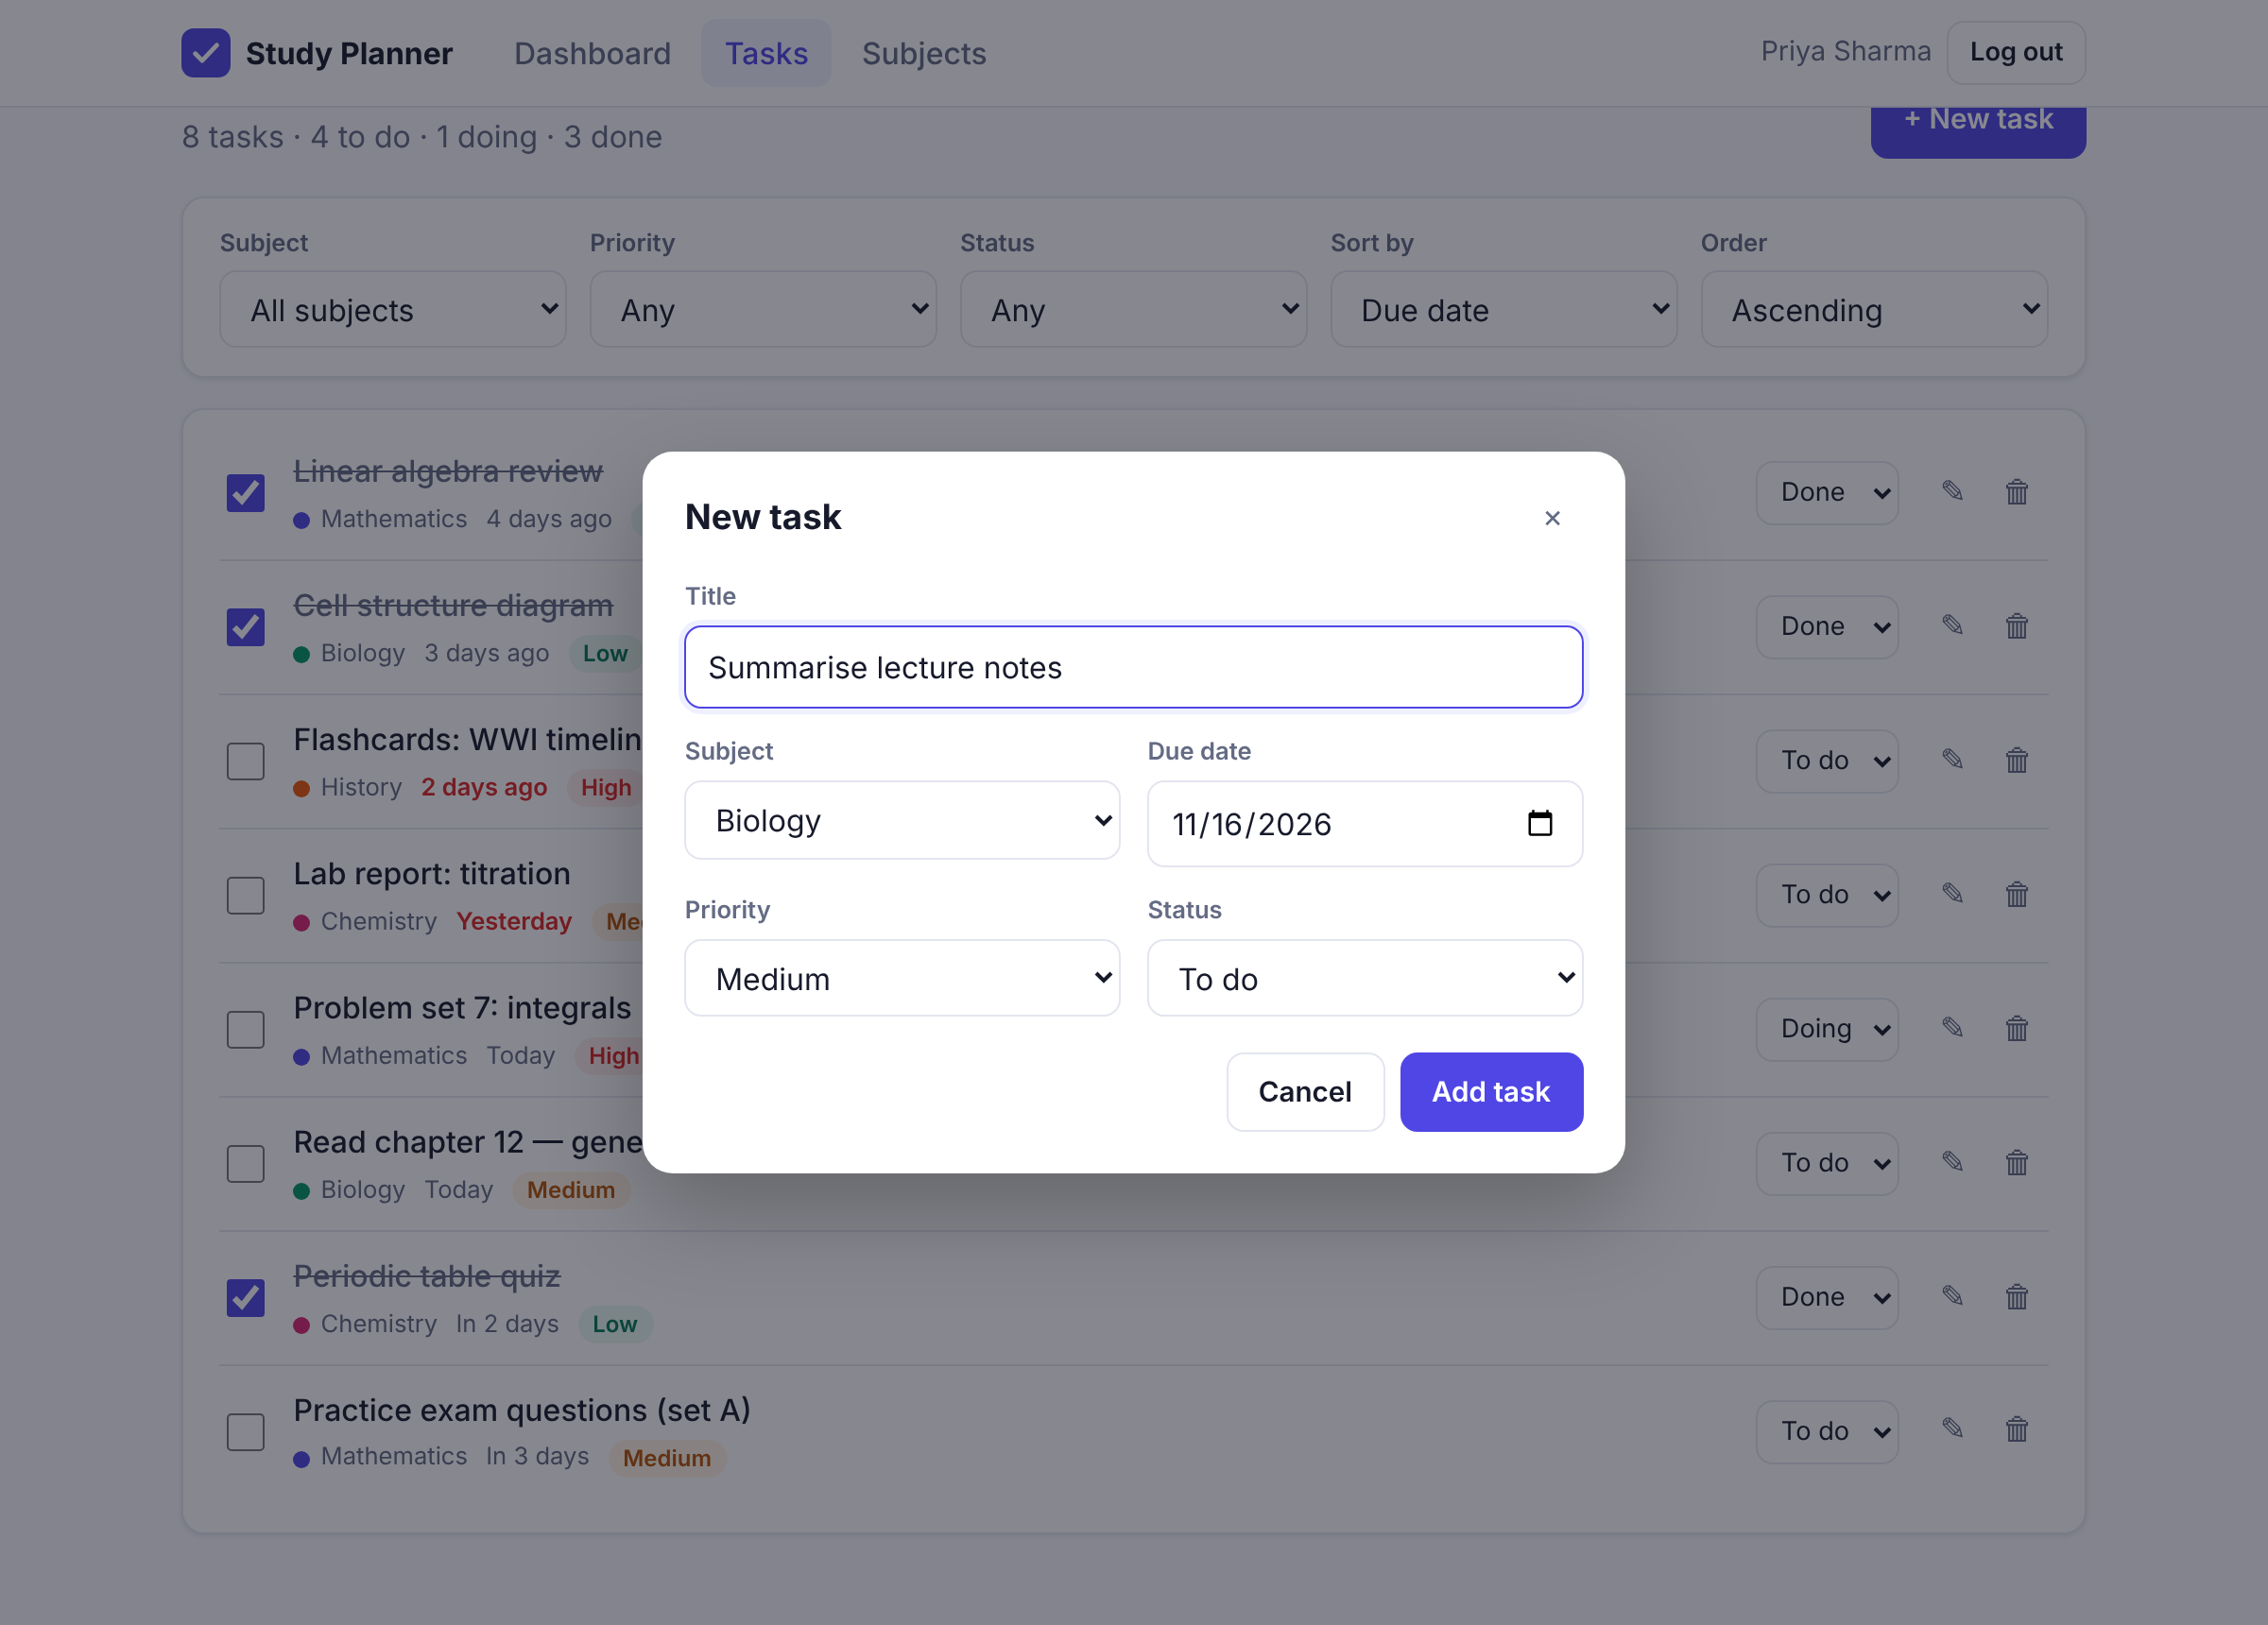 Study Planner Dashboard Tasks Subjects Priya Sharma Log out
8 tasks · 4 to do · 1 doing · 3 done + New task
Subject Priority Status Sort by Order
All subjects Any Any Due date Ascending
Linear algebra review Done
Mathematics 4 days ago
Cell structure diagram Done
Biology 3 days ago Low
Flashcards: WWI timelin To do
History 2 days ago High
Lab report: titration To do
Chemistry Yesterday Me
Problem set 7: integrals Doing
Mathematics Today High
Read chapter 12 — gene To do
Biology Today Medium
Periodic table quiz Done
Chemistry In 2 days Low
Practice exam questions (set A) To do
Mathematics In 3 days Medium
New task ×
Title
Summarise lecture notes
Subject Due date
Biology 11/16/2026
Priority Status
Medium To do
Cancel Add task